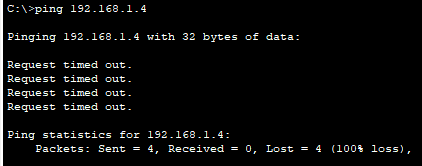 C:\>ping 192.168.1.4
Pinging 192.168.1.4 with 32 bytes of data:
Request timed out.
Request timed out.
Request timed out.
Request timed out.
Ping statistics for 192.168.1.4:
Packets: Sent = 4, Received = 0, Lost = 4 (100% loss),